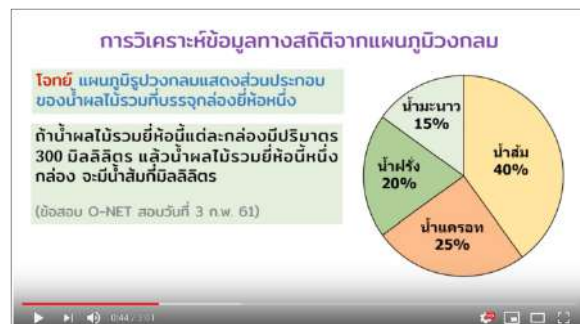 การวิเคราะห์ข้อมูลทางสถิติจากแผนภูมิวงกลม
โจทย์ แผนภูมิรูปวงกลมแสดงส่วนประกอบ
ของน้ำผลไม้รวมที่บรรจุกล่องยี่ห้อหนึ่ง
ถ้าน้ำผลไม้รวมยี่ห้อนี้แต่ละกล่องมีปริมาตร
300 มิลลิลิตร แล้วน้ำผลไม้รวมยี่ห้อนี้หนึ่ง
กล่อง จะมีน้ำส้มกี่มิลลิลิตร
(ข้อสอบ O-NET สอบวันที่ 3 ก.พ. 61)
น้ำมะนาว
15%
น้ำส้ม
40%
น้ำฝรั่ง
20%
น้ำแครอท
25%
0:44 / 3:01